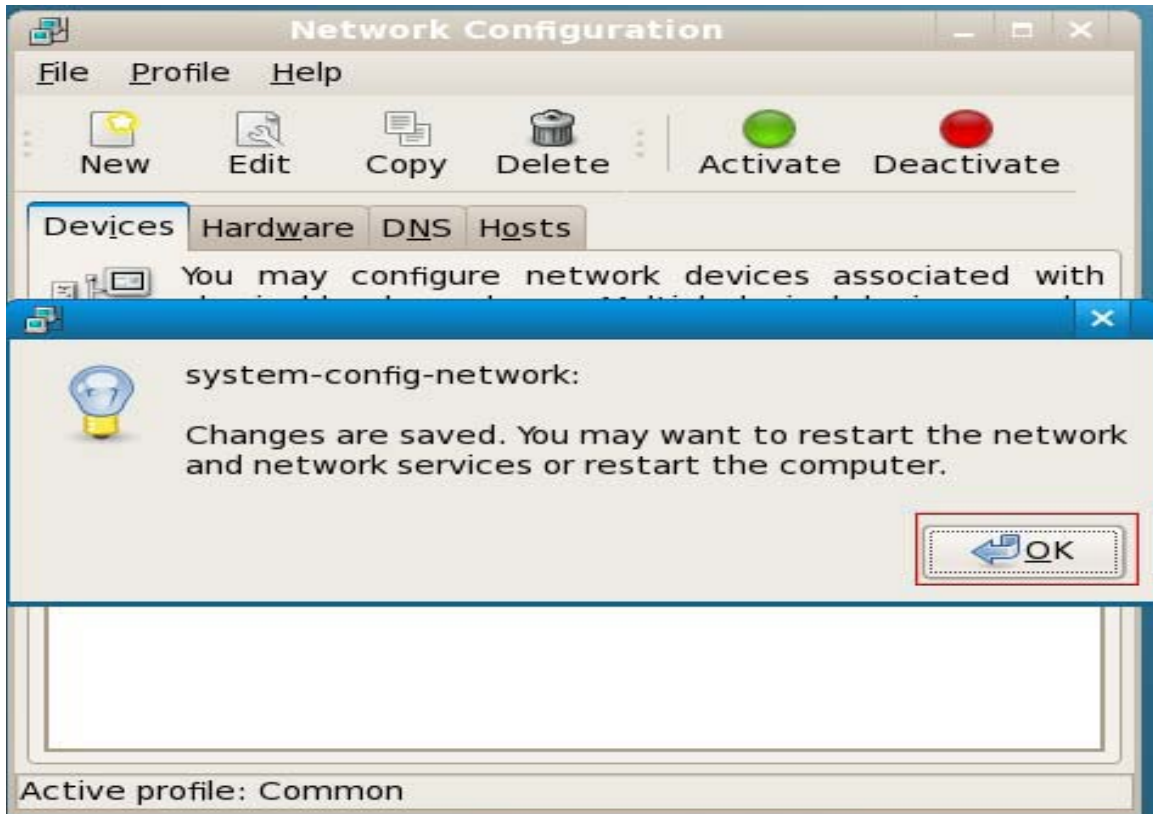 Network Configuration
File Profile Help
New Edit Copy Delete Activate Deactivate
Devices Hardware DNS Hosts
You may configure network devices associated with
system-config-network:
Changes are saved. You may want to restart the network
and network services or restart the computer.
OK
Active profile: Common